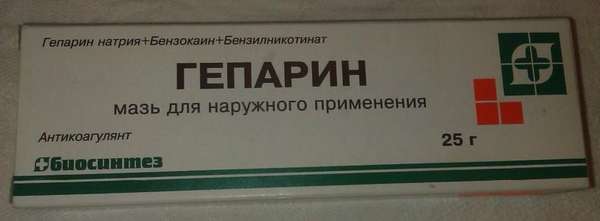 Гепарин натрия+Бензокаин+Бензилникотинат
ГЕПАРИН
мазь для наружного применения
Антикоагулянт
25 г
биосинтез